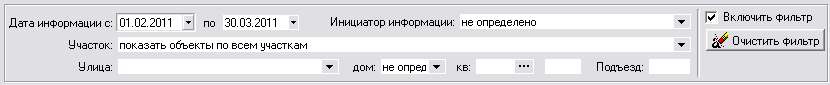 Дата информации с: 01.02.2011 по 30.03.2011 Инициатор информации: не определено Включить фильтр
Участок: показать объекты по всем участкам Очистить фильтр
Улица: дом: не опред кв: ... Подъезд: